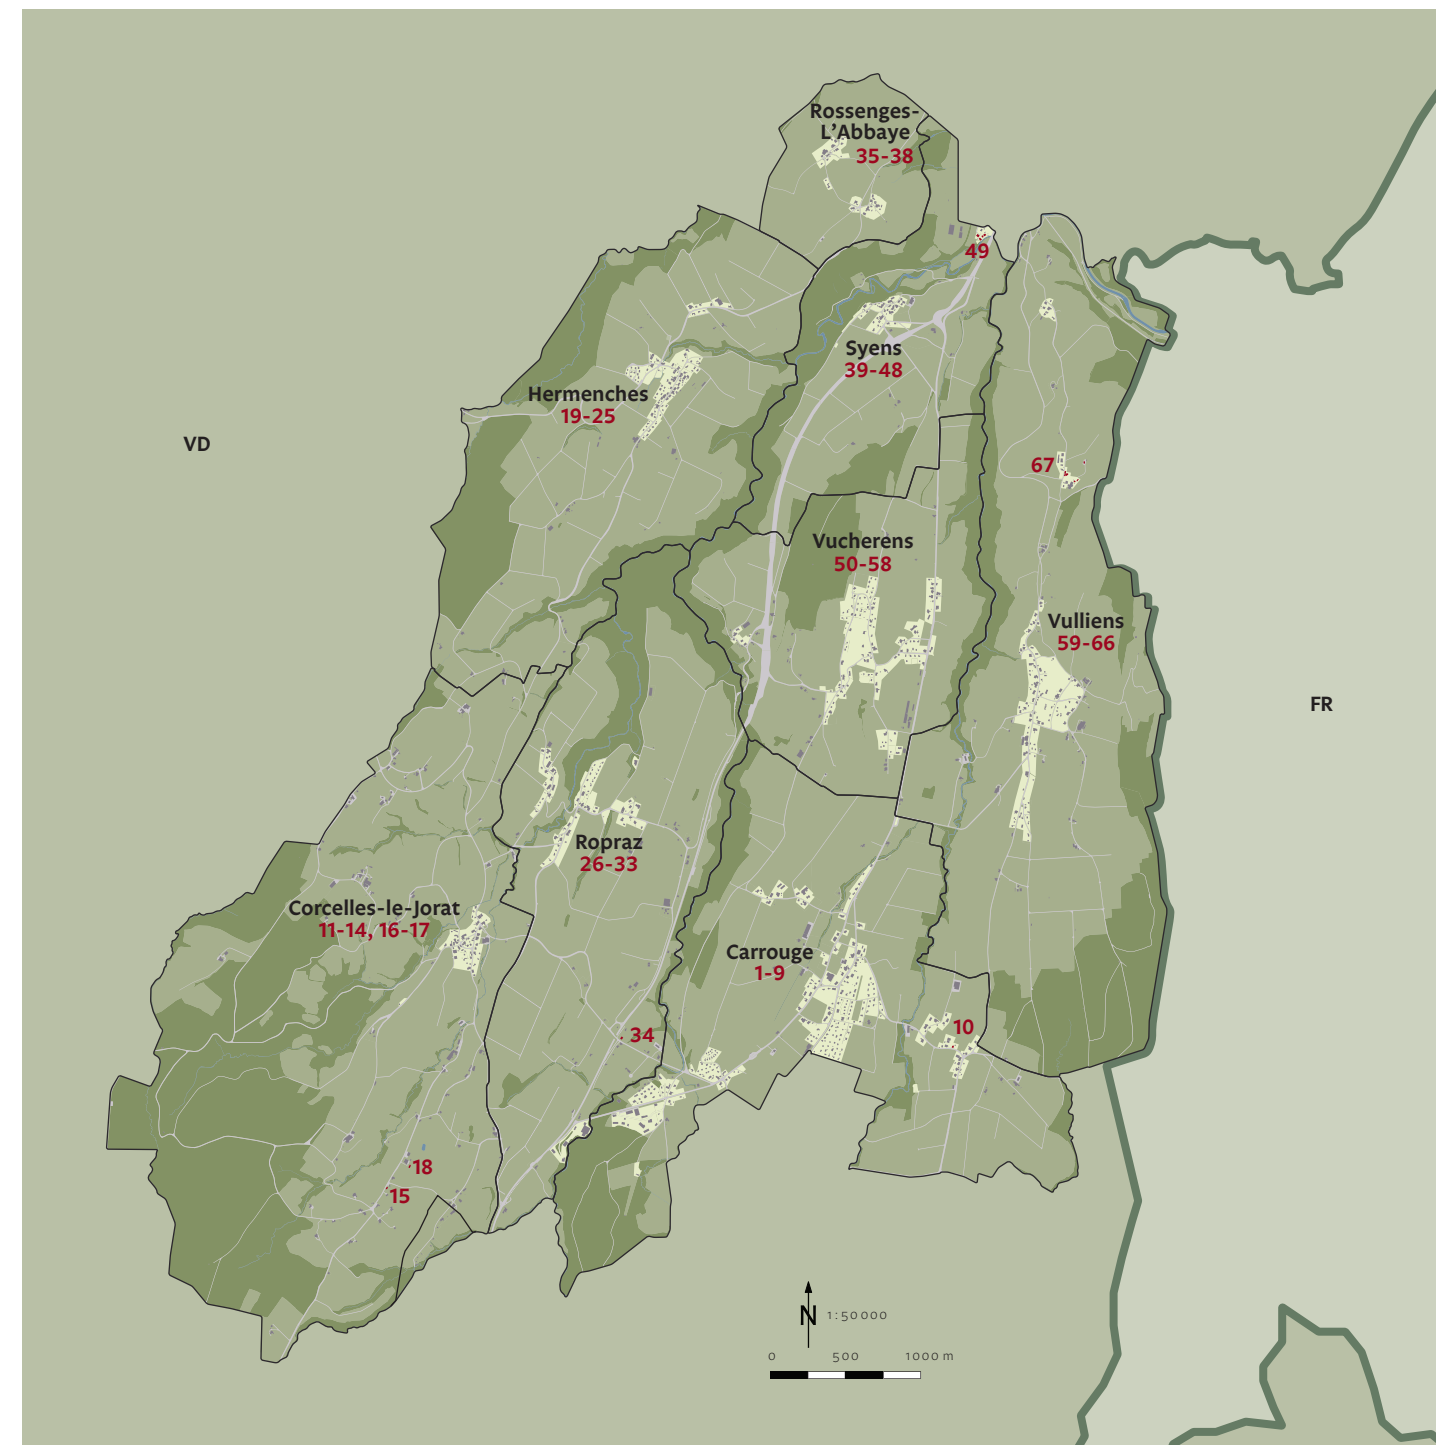 Rossenges-
L'Abbaye
35-38
49
Syens
39-48
Hermenches
19-25
VD
67
Vucherens
50-58
Vulliens
59-66
FR
Ropraz
26-33
Corcelles-le-Jorat
11-14, 16-17
Carrouge
1-9
10
34
18
15
N 1:50000
0 500 1000 m